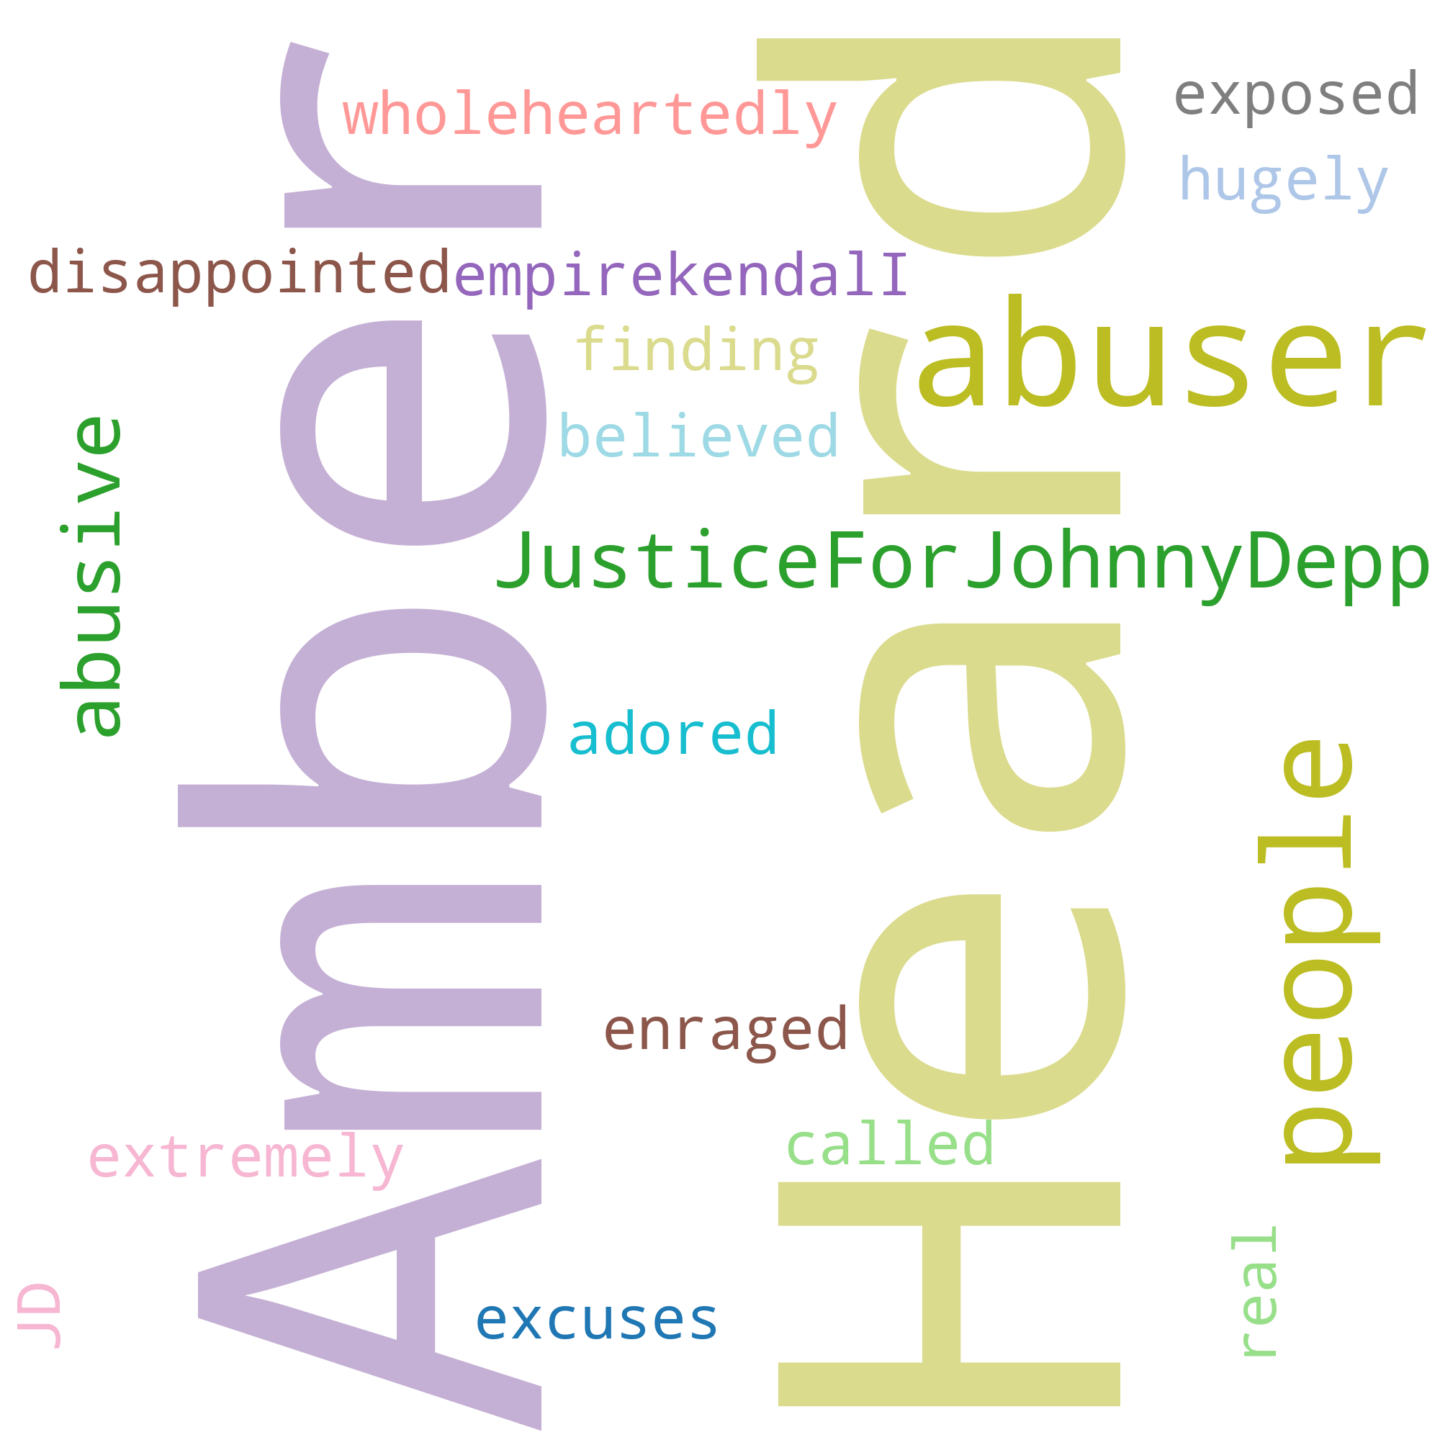 Amber
Heard
wholeheartedly
exposed
hugely
disappointed
empirekendalI
abuser
finding
believed
abusive
JusticeForJohnnyDepp
adored
people
enraged
extremely
called
JD
excuses
real